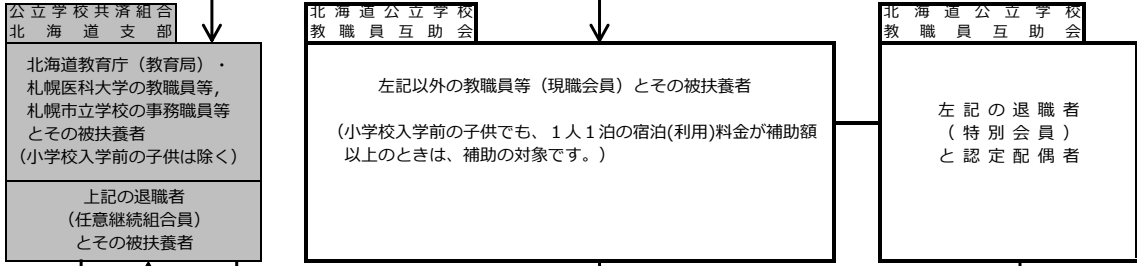 公立学校共済組合
北海道支部
北海道教育庁（教育局）・
札幌医科大学の教職員等,
札幌市立学校の事務職員等
とその被扶養者
（小学校入学前の子供は除く）
上記の退職者
（任意継続組合員）
とその被扶養者
北海道公立学校
教職員互助会
左記以外の教職員等（現職会員）とその被扶養者
（小学校入学前の子供でも、１人１泊の宿泊(利用)料金が補助額
以上のときは、補助の対象です。）
北海道公立学校
教職員互助会
左記の退職者
（特別会員）
と認定配偶者